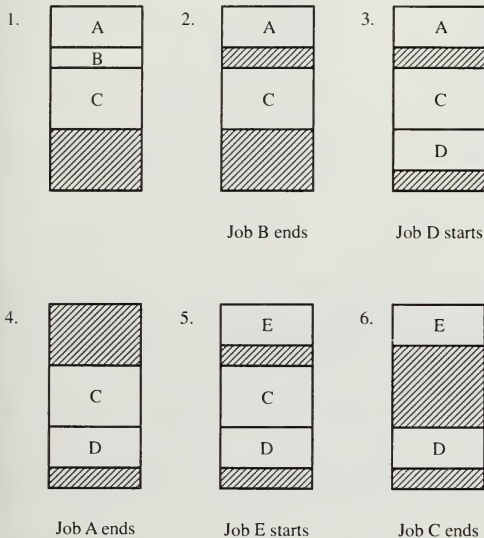 1.
A
B
C
2.
A
C
Job B ends
3.
A
C
D
Job D starts
4.
C
D
Job A ends
5.
E
C
D
Job E starts
6.
E
D
Job C ends